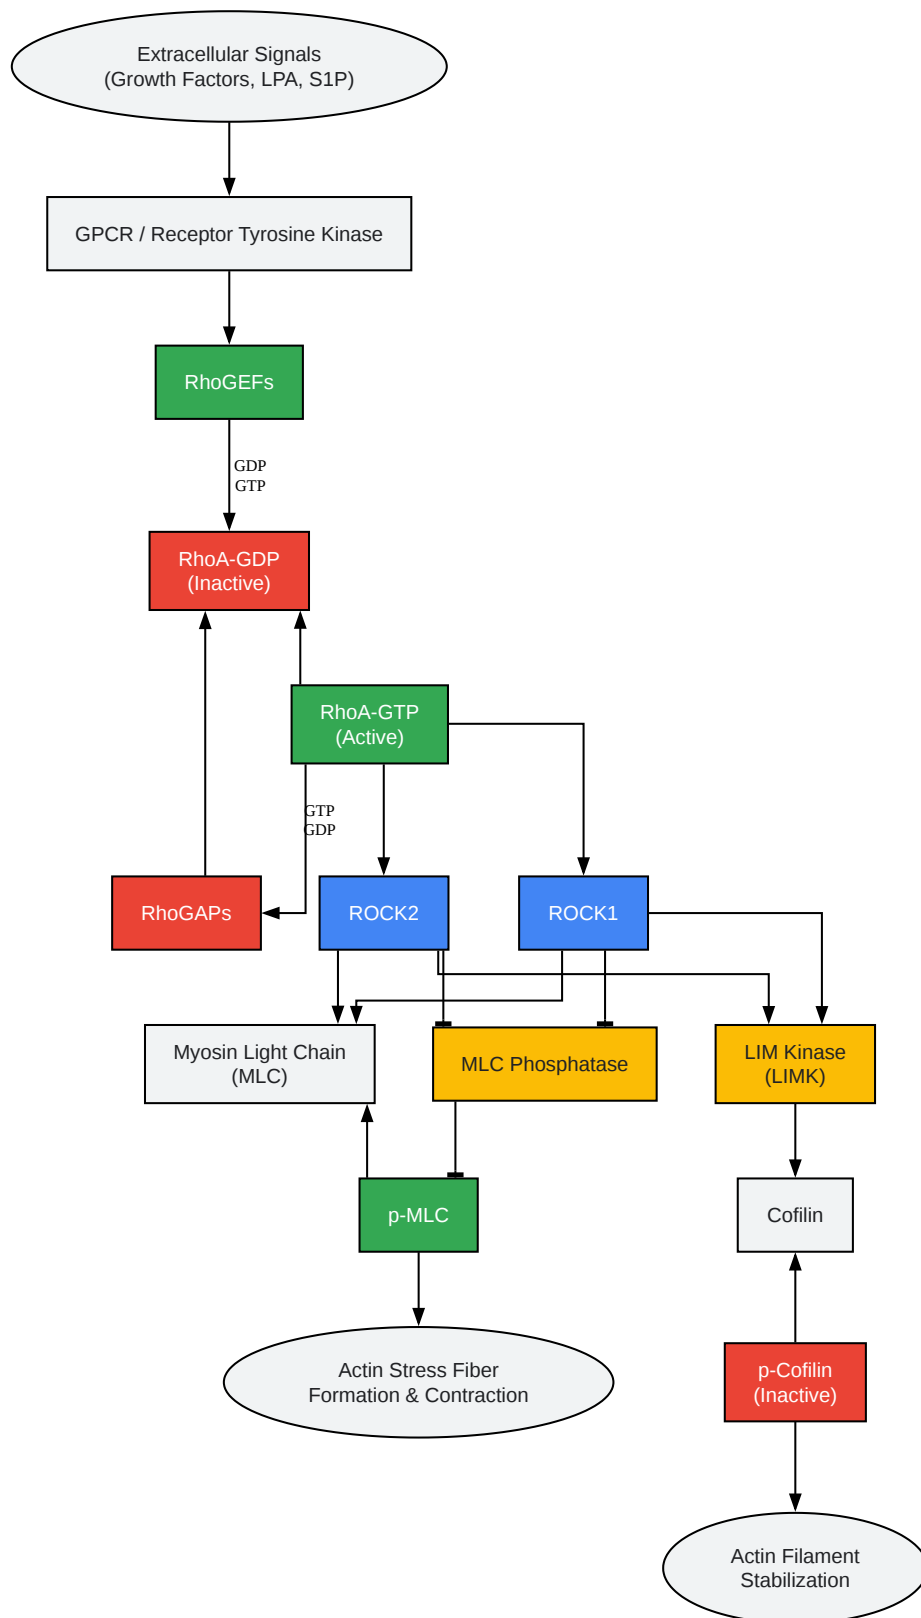 Extracellular Signals
(Growth Factors, LPA, S1P)
GPCR / Receptor Tyrosine Kinase
RhoGEFs
GDP
GTP
RhoA-GDP
(Inactive)
RhoA-GTP
(Active)
GTP
GDP
RhoGAPs
ROCK2
ROCK1
Myosin Light Chain
(MLC)
MLC Phosphatase
LIM Kinase
(LIMK)
p-MLC
Cofilin
Actin Stress Fiber
Formation & Contraction
p-Cofilin
(Inactive)
Actin Filament
Stabilization